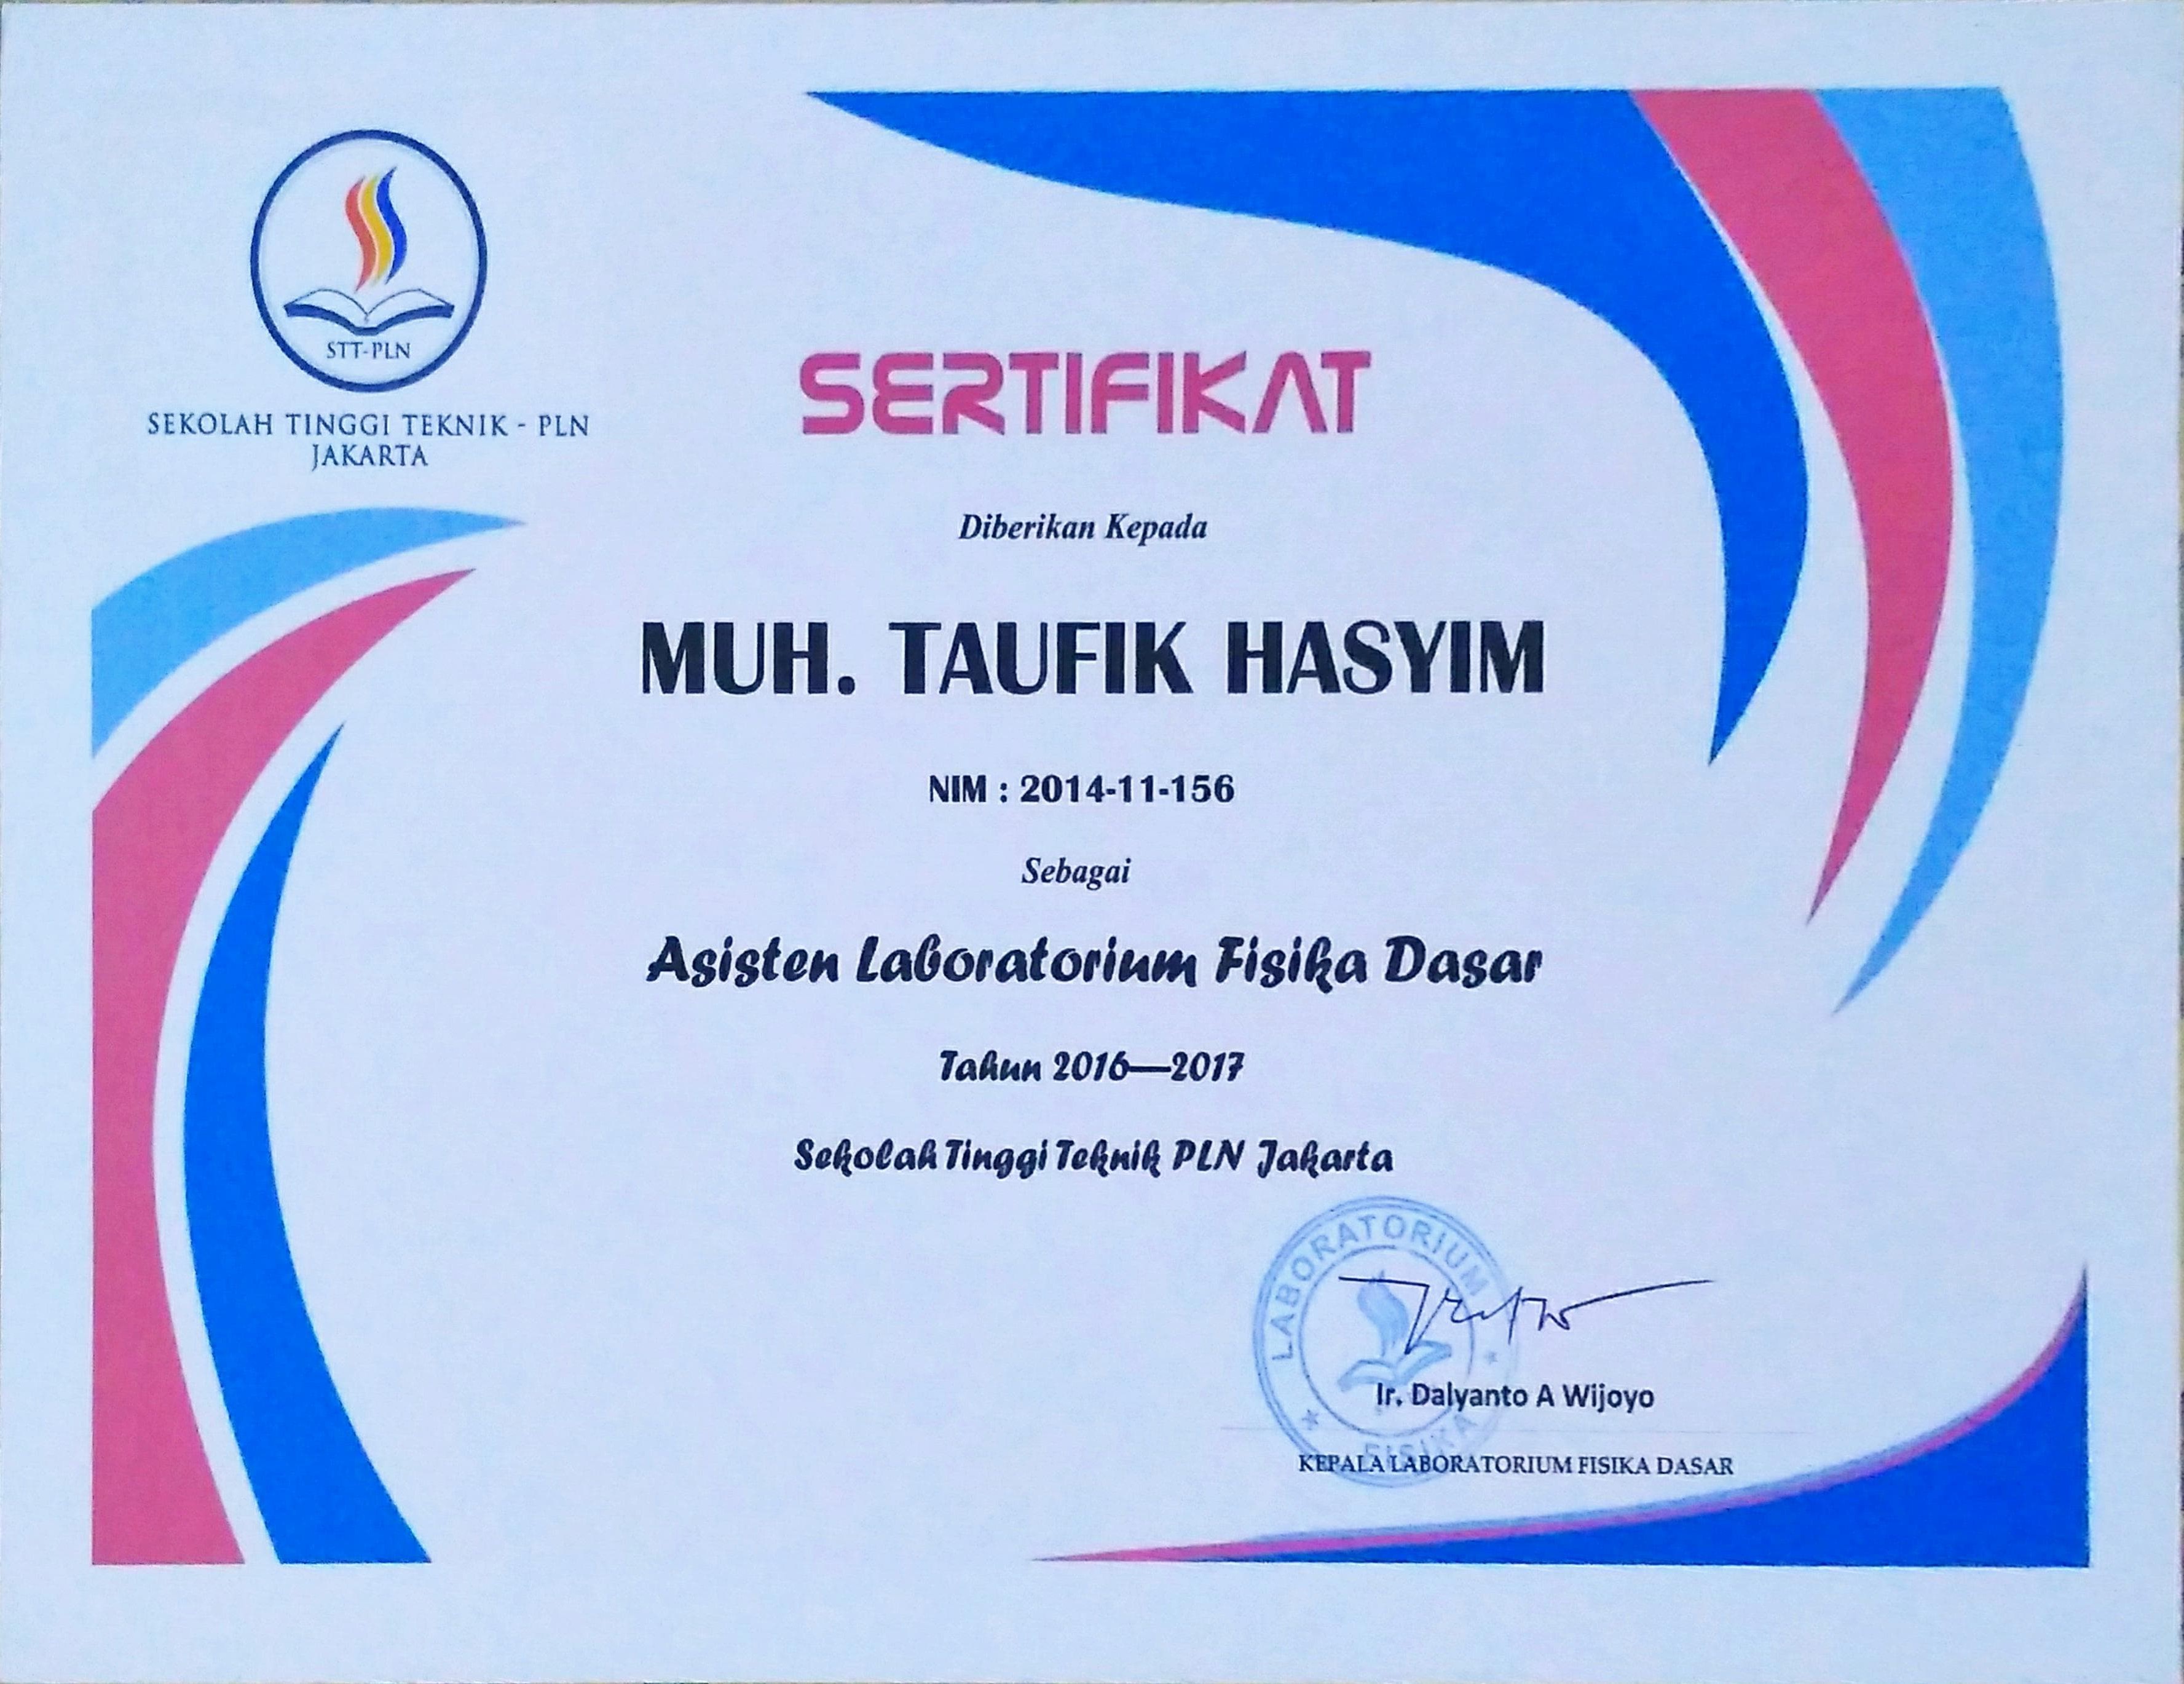 STT-PLN
SEKOLAH TINGGI TEKNIK - PLN
JAKARTA
SERTIFIKAT
Diberikan Kepada
MUH. TAUFIK HASYIM
NIM : 2014-11-156
Sebagai
Asisten Laboratorium Fisika Dasar
Tahun 2016—2017
Sekolah Tinggi Teknik PLN Jakarta
LABORATORIUM
FISIKA
Ir. Dalyanto A Wijoyo
KEPALA LABORATORIUM FISIKA DASAR